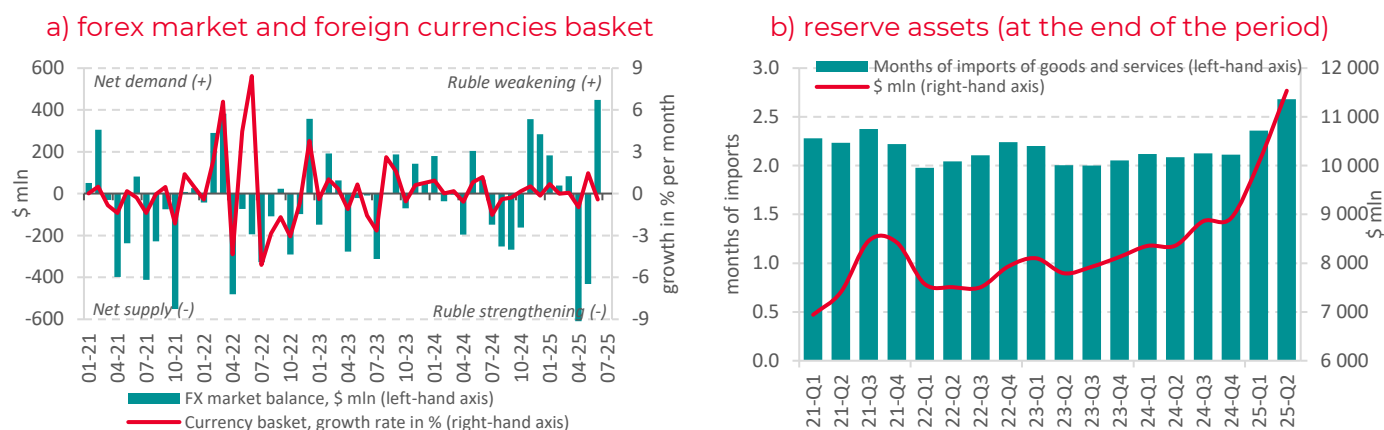 a) forex market and foreign currencies basket
600
400
200
0
-200
-400
-600
$ mln
Net demand (+)
Ruble weakening (+)
Net supply (-)
Ruble strengthening (-)
9
6
3
0
-3
-6
-9
growth in % per month
01-21
04-21
07-21
10-21
01-22
04-22
07-22
10-22
01-23
04-23
07-23
10-23
01-24
04-24
07-24
10-24
01-25
04-25
07-25
FX market balance, $ mln (left-hand axis)
Currency basket, growth rate in % (right-hand axis)
b) reserve assets (at the end of the period)
3.0
2.5
2.0
1.5
1.0
0.5
0.0
months of imports
Months of imports of goods and services (left-hand axis)
$ mln (right-hand axis)
12 000
11 000
10 000
9 000
8 000
7 000
6 000
$ mln
21-Q1
21-Q2
21-Q3
21-Q4
22-Q1
22-Q2
22-Q3
22-Q4
23-Q1
23-Q2
23-Q3
23-Q4
24-Q1
24-Q2
24-Q3
24-Q4
25-Q1
25-Q2